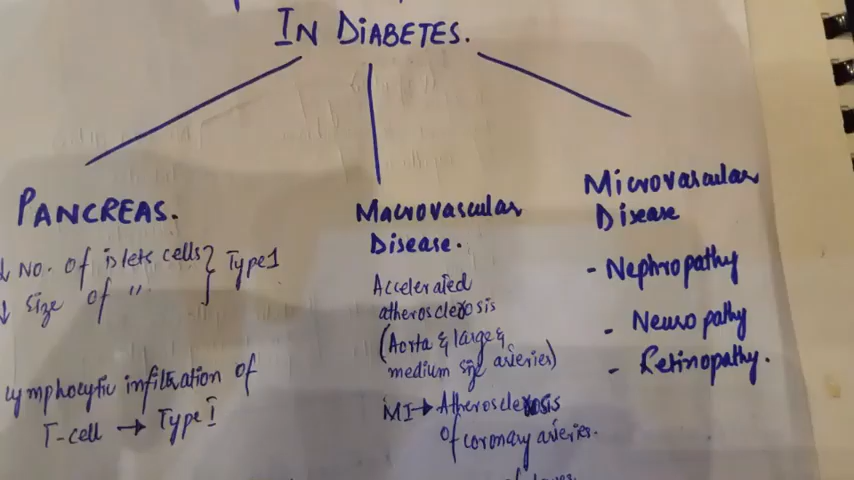 IN DIABETES.
PANCREAS.
↓ No. of islets cells } Type 1
↓ size of "
Lymphocytic infiltration of
T-cell → Type I
Macrovascular
Disease.
Accelerated
atherosclerosis
(Aorta & large &
medium size arteries)
MI → Atherosclerosis
of coronary arteries.
Microvascular
Disease
- Nephropathy
- Neuropathy
- Retinopathy.